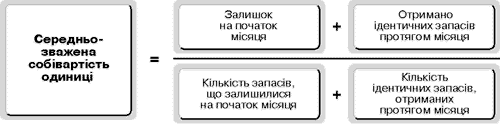 Середньо-
зважена
собівартість
одиниці
=
Залишок
на початок
місяця
+
Отримано
ідентичних запасів
протягом місяця
Кількість запасів,
що залишилися
на початок місяця
+
Кількість
ідентичних запасів,
отриманих
протягом місяця